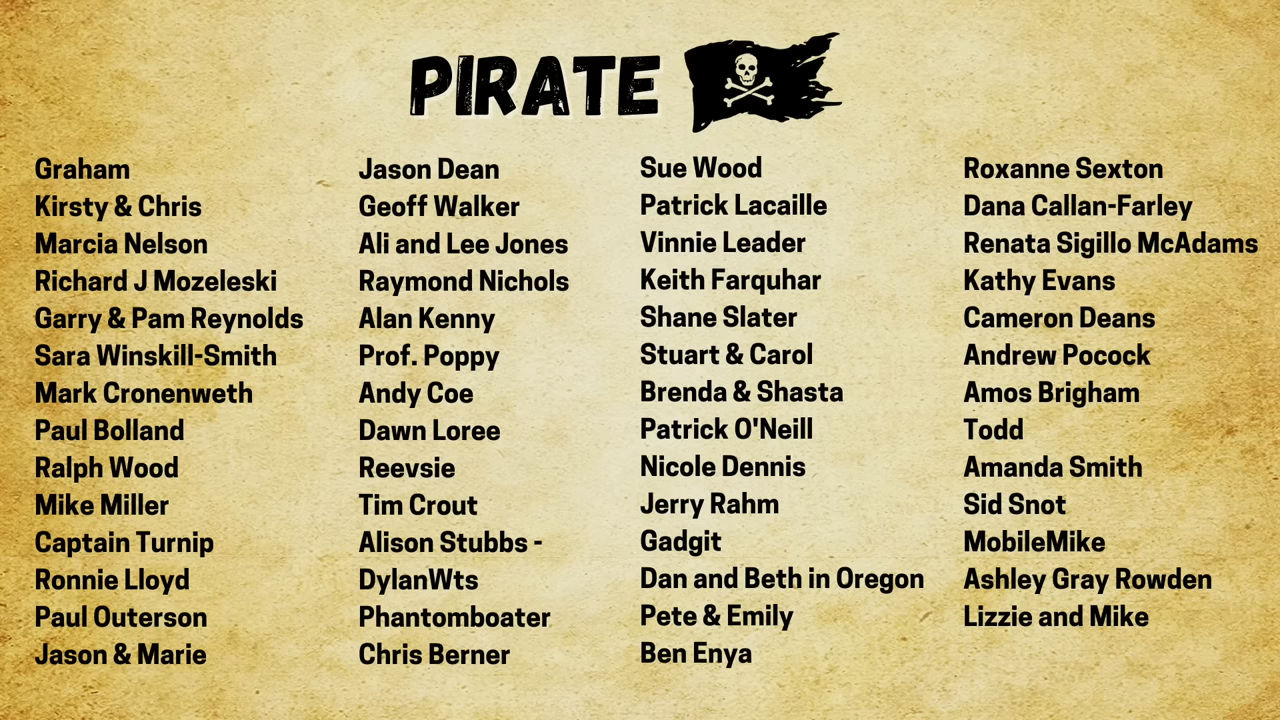 PIRATE
Graham
Kirsty & Chris
Marcia Nelson
Richard J Mozeleski
Garry & Pam Reynolds
Sara Winskill-Smith
Mark Cronenweth
Paul Bolland
Ralph Wood
Mike Miller
Captain Turnip
Ronnie Lloyd
Paul Outerson
Jason & Marie
Jason Dean
Geoff Walker
Ali and Lee Jones
Raymond Nichols
Alan Kenny
Prof. Poppy
Andy Coe
Dawn Loree
Reevsie
Tim Crout
Alison Stubbs -
DylanWts
Phantomboater
Chris Berner
Sue Wood
Patrick Lacaille
Vinnie Leader
Keith Farquhar
Shane Slater
Stuart & Carol
Brenda & Shasta
Patrick O'Neill
Nicole Dennis
Jerry Rahm
Gadgit
Dan and Beth in Oregon
Pete & Emily
Ben Enya
Roxanne Sexton
Dana Callan-Farley
Renata Sigillo McAdams
Kathy Evans
Cameron Deans
Andrew Pocock
Amos Brigham
Todd
Amanda Smith
Sid Snot
MobileMike
Ashley Gray Rowden
Lizzie and Mike